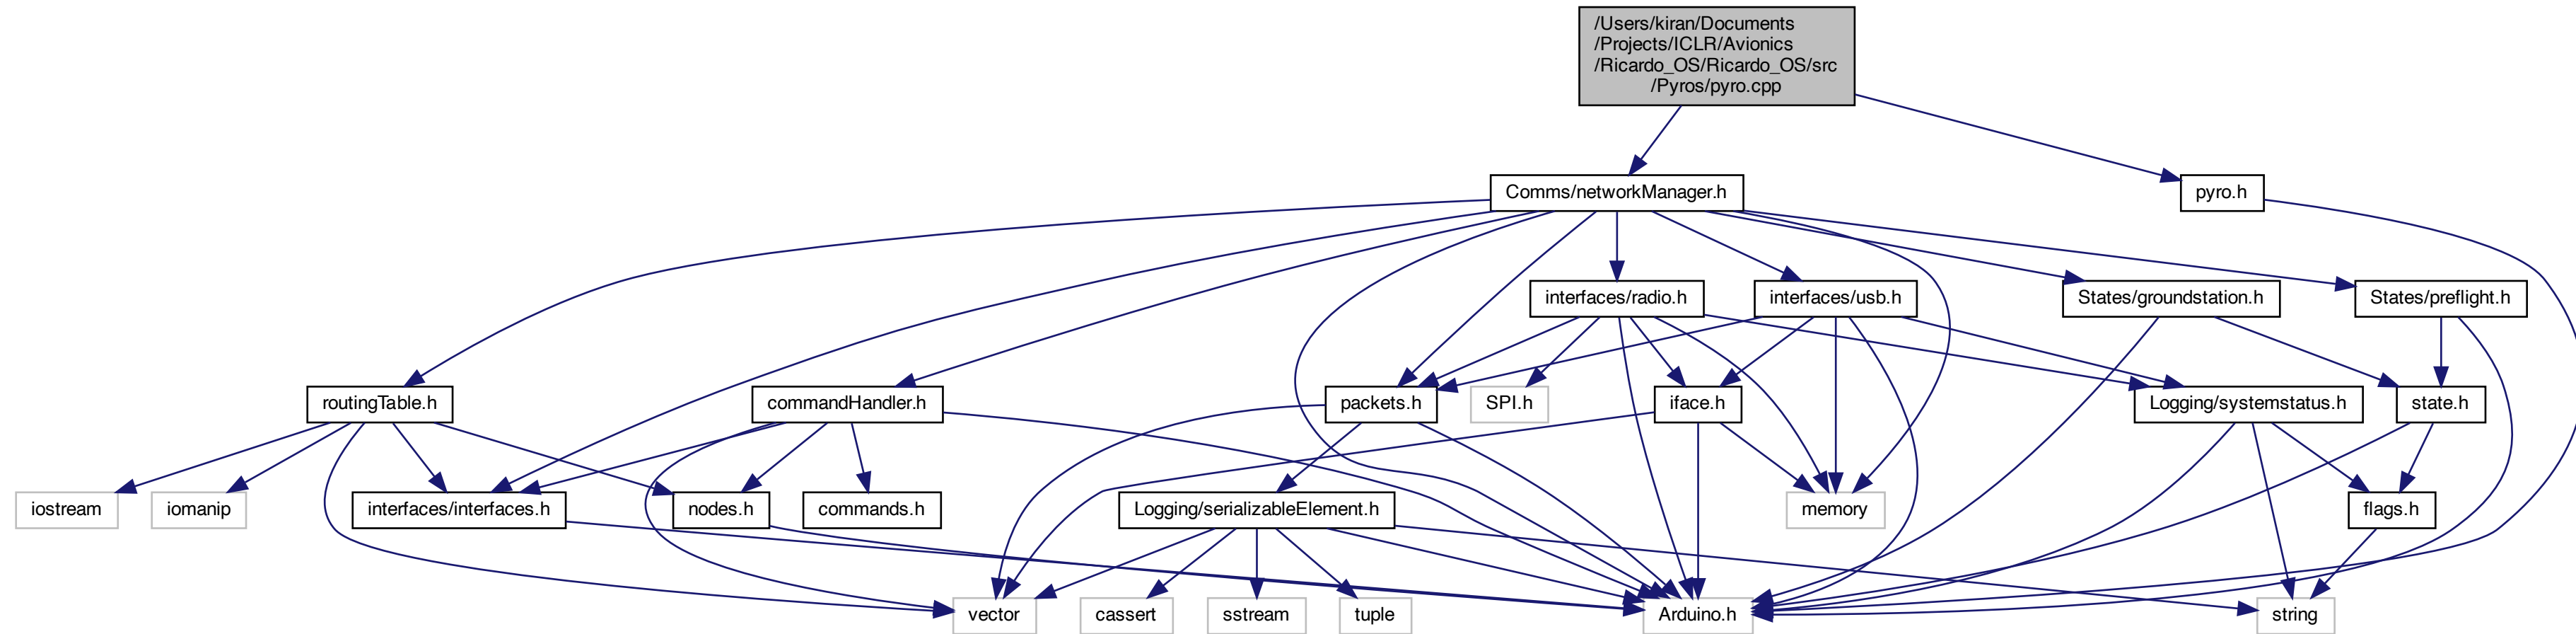 /Users/kiran/Documents
/Projects/ICLR/Avionics
/Ricardo_OS/Ricardo_OS/src
/Pyros/pyro.cpp
Comms/networkManager.h
pyro.h
interfaces/radio.h
interfaces/usb.h
States/groundstation.h
States/preflight.h
routingTable.h
commandHandler.h
packets.h
SPI.h
iface.h
Logging/systemstatus.h
state.h
iostream
iomanip
interfaces/interfaces.h
nodes.h
commands.h
Logging/serializableElement.h
memory
flags.h
vector
cassert
sstream
tuple
Arduino.h
string